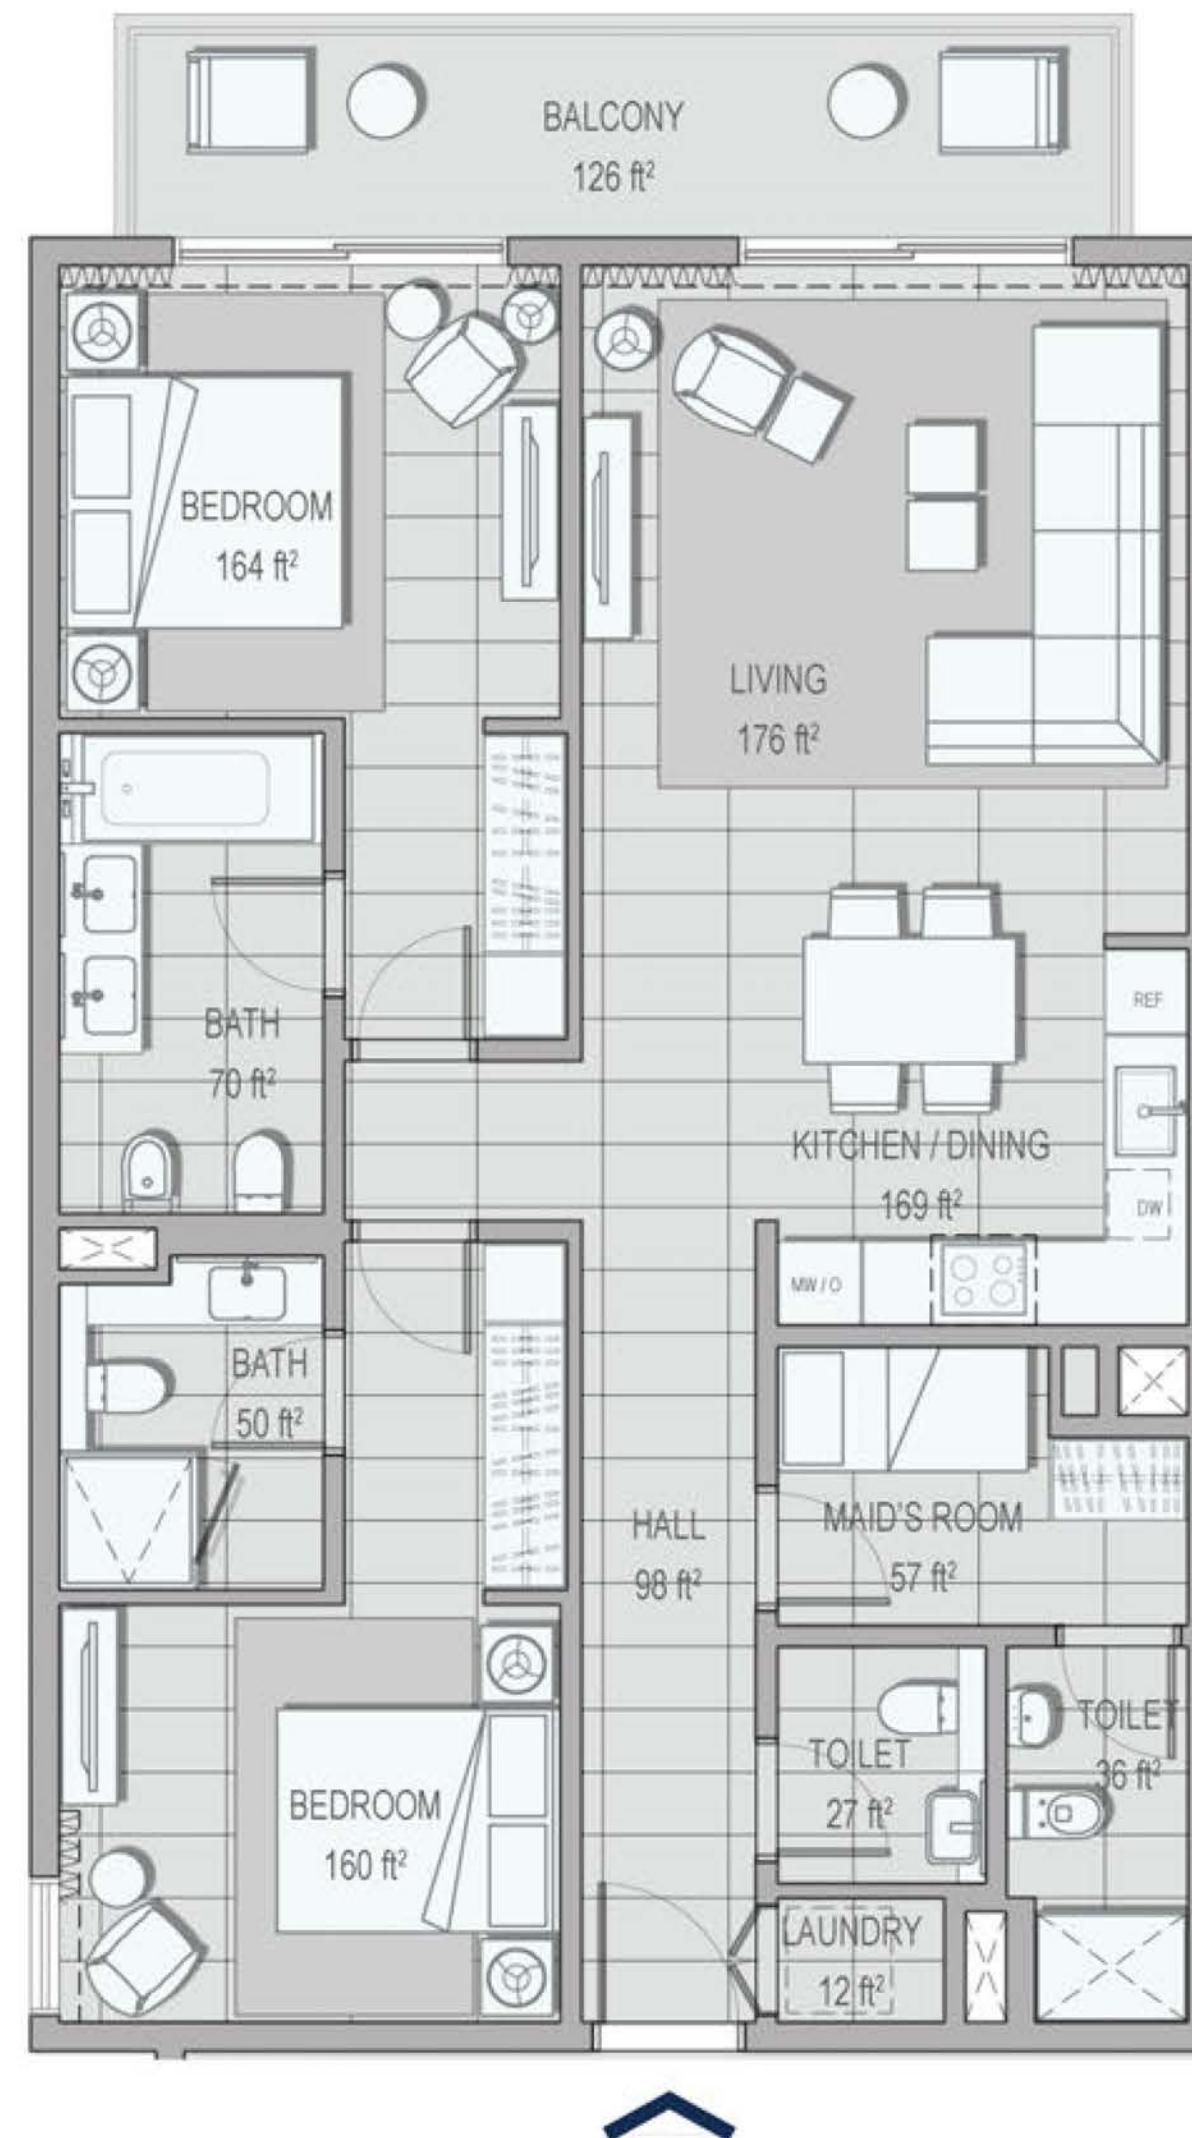 BALCONY
126 ft²
BEDROOM
164 ft²
LIVING
176 ft²
REF
BATH
70 ft²
KITCHEN / DINING
169 ft²
DW
MW / O
BATH
50 ft²
HALL
98 ft²
MAID'S ROOM
57 ft²
TOILET
36 ft²
TOILET
27 ft²
BEDROOM
160 ft²
LAUNDRY
12 ft²